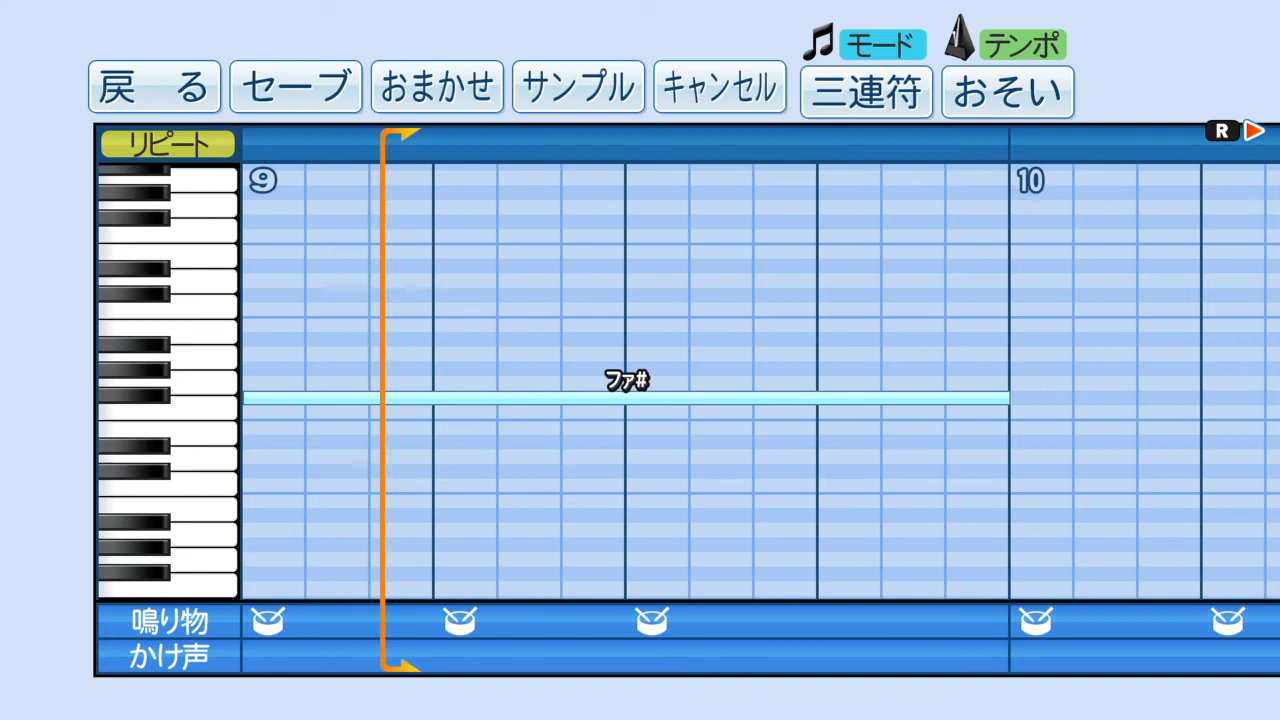 モード テンポ
戻る セーブ おまかせ サンプル キャンセル 三連符 おそい
リピート R
9 10
ファ#
鳴り物
かけ声